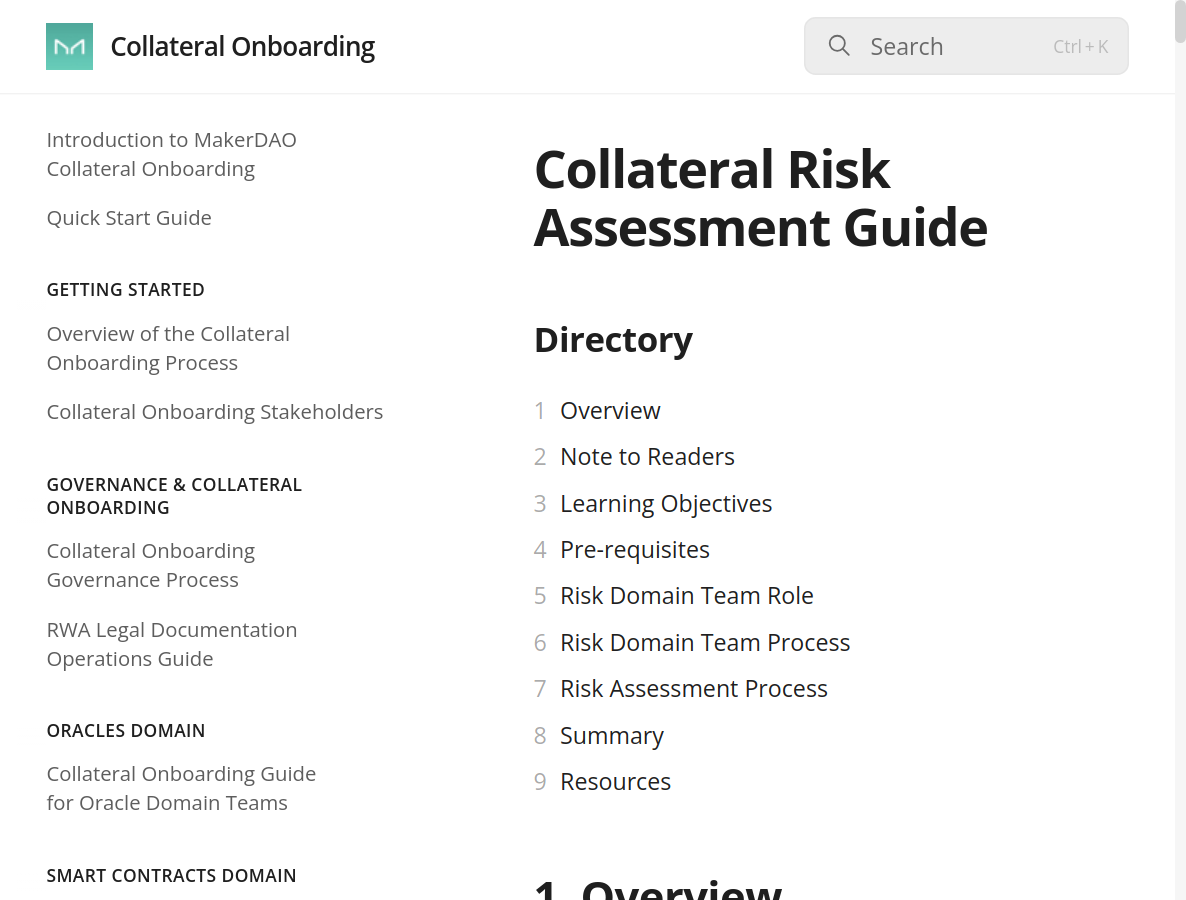 Collateral Onboarding
Search
Ctrl + K
Introduction to MakerDAO
Collateral Onboarding
Quick Start Guide
GETTING STARTED
Overview of the Collateral
Onboarding Process
Collateral Onboarding Stakeholders
GOVERNANCE & COLLATERAL
ONBOARDING
Collateral Onboarding
Governance Process
RWA Legal Documentation
Operations Guide
ORACLES DOMAIN
Collateral Onboarding Guide
for Oracle Domain Teams
SMART CONTRACTS DOMAIN
Collateral Risk
Assessment Guide
Directory
1 Overview
2 Note to Readers
3 Learning Objectives
4 Pre-requisites
5 Risk Domain Team Role
6 Risk Domain Team Process
7 Risk Assessment Process
8 Summary
9 Resources
1. Overview